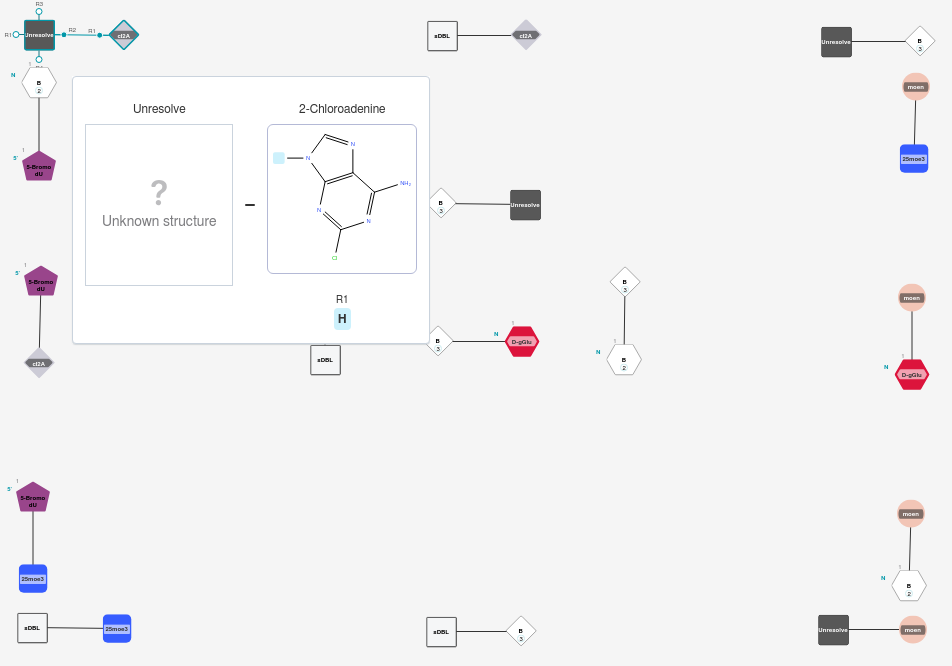 R3
R1
Unresolve
R2
R1
cl2A
R4
1
N
B
2
1
5'
5-Bromo
dU
Unresolve
2-Chloroadenine
?
Unknown structure
–
N
N
N
N
NH₂
Cl
R1
H
sDBL
cl2A
Unresolve
B
3
moen
25moe3
B
3
Unresolve
1
5'
5-Bromo
dU
cl2A
sDBL
B
3
1
N
D-gGlu
B
3
1
N
B
2
moen
1
N
D-gGlu
1
5'
5-Bromo
dU
25moe3
moen
1
N
B
2
sDBL
25moe3
sDBL
B
3
Unresolve
moen